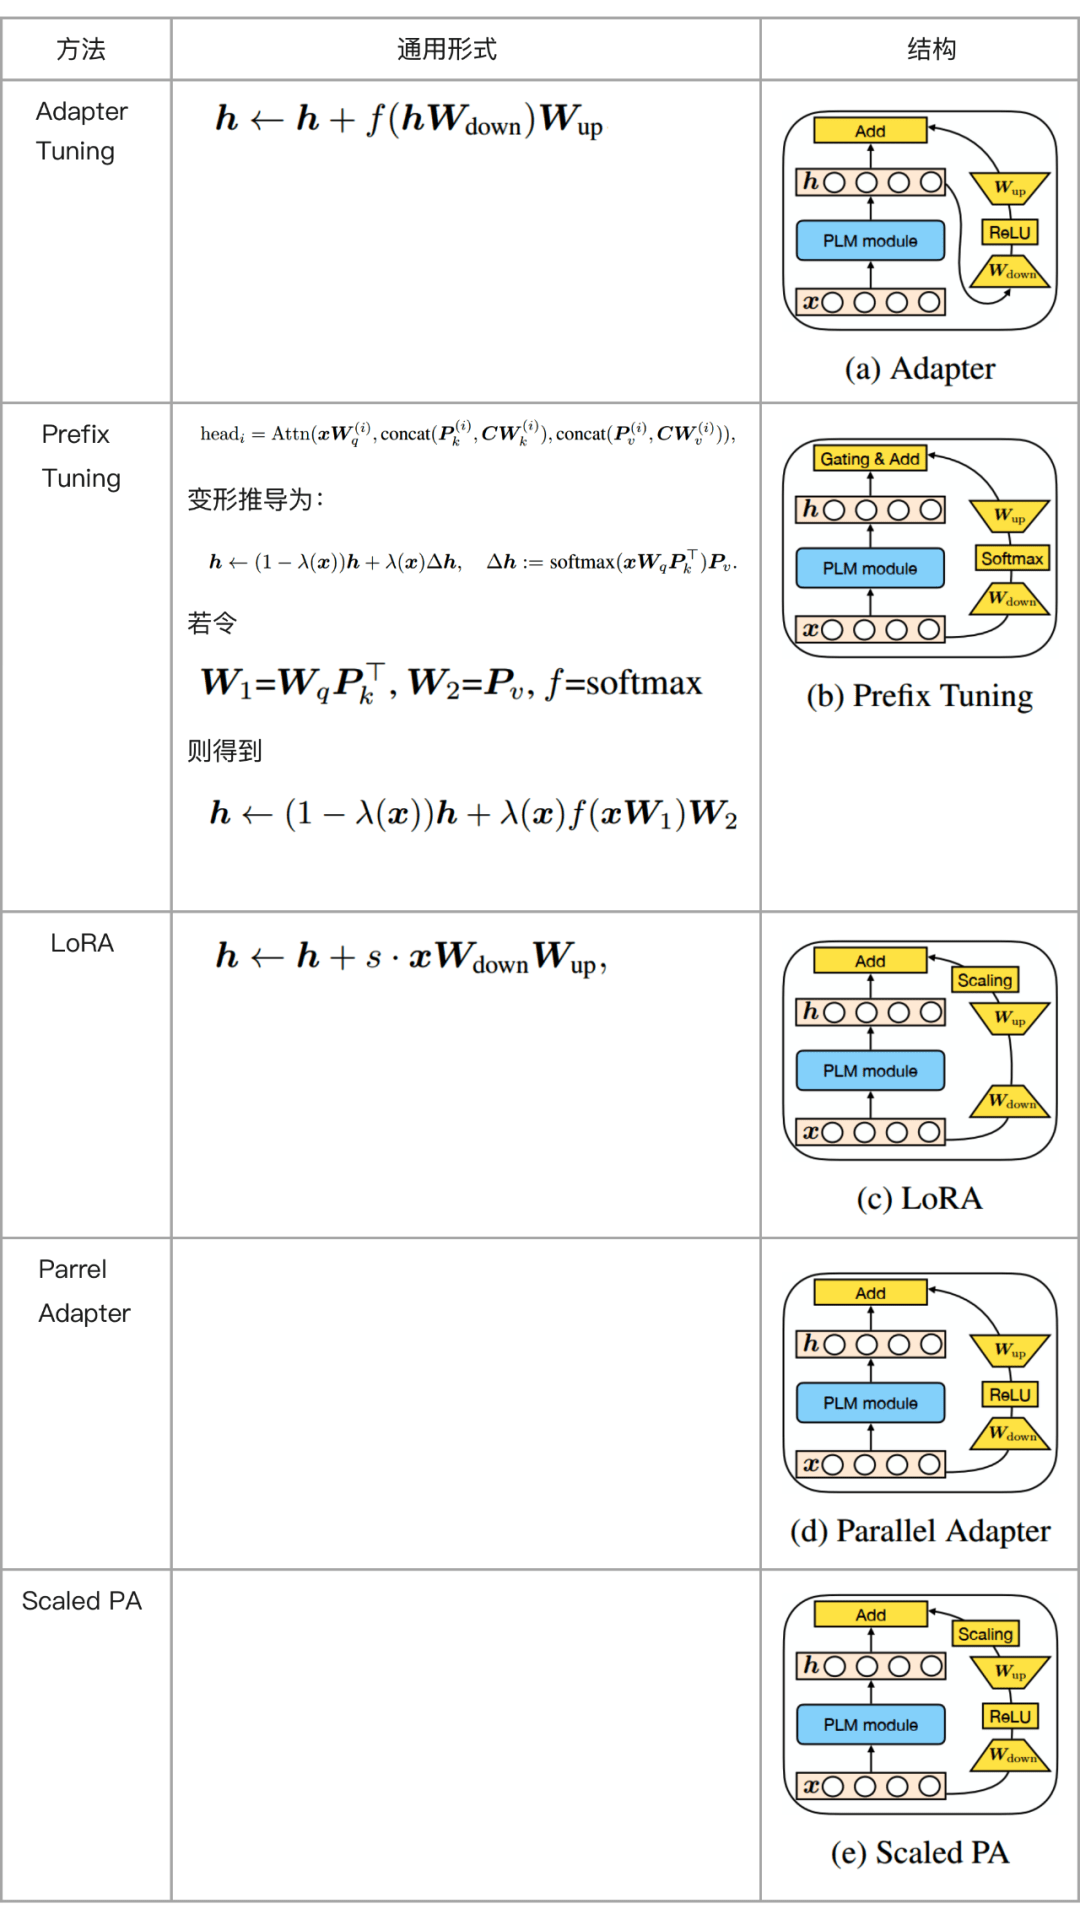 方法 通用形式 结构
Adapter
Tuning
h ← h + f(hW_down)W_up
Add
h
W_up
ReLU
PLM module
W_down
x
(a) Adapter
Prefix
Tuning
head_i = Attn(xW_q^(i), concat(P_k^(i), CW_k^(i)), concat(P_v^(i), CW_v^(i))),
变形推导为：
h ← (1 − λ(x))h + λ(x)Δh, Δh := softmax(xW_qP_k^⊤)P_v.
若令
W_1=W_qP_k^⊤, W_2=P_v, f=softmax
则得到
h ← (1 − λ(x))h + λ(x)f(xW_1)W_2
Gating & Add
h
W_up
Softmax
PLM module
W_down
x
(b) Prefix Tuning
LoRA
h ← h + s · xW_downW_up,
Add
Scaling
h
W_up
PLM module
W_down
x
(c) LoRA
Parrel
Adapter
Add
h
W_up
ReLU
PLM module
W_down
x
(d) Parallel Adapter
Scaled PA
Add
Scaling
h
W_up
ReLU
PLM module
W_down
x
(e) Scaled PA